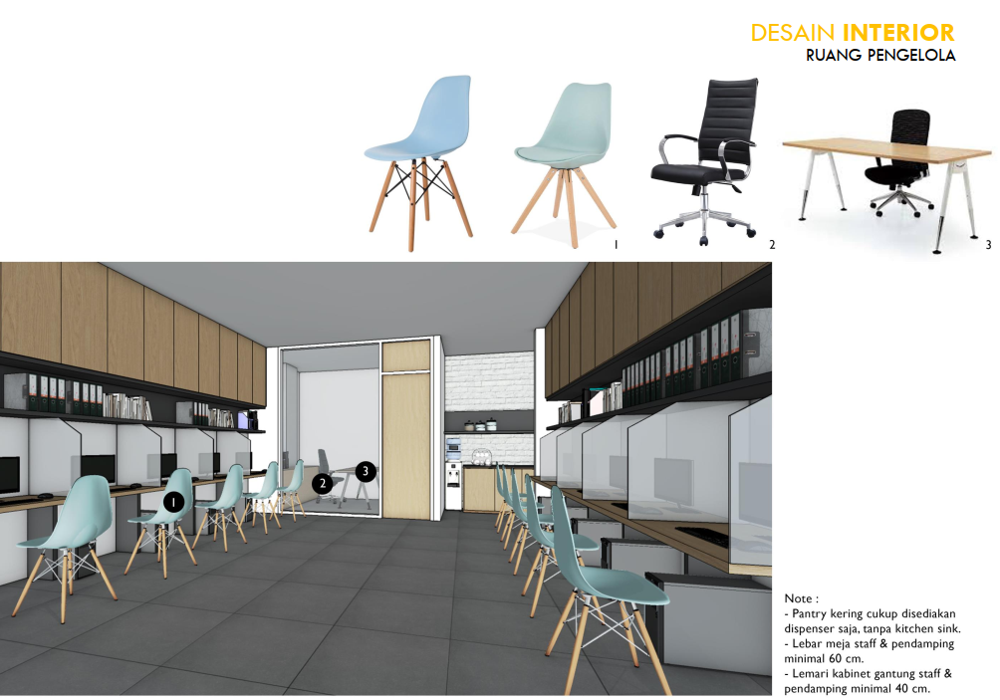 DESAIN INTERIOR
RUANG PENGELOLA
1
2
3
1
2
3
Note :
- Pantry kering cukup disediakan
dispenser saja, tanpa kitchen sink.
- Lebar meja staff & pendamping
minimal 60 cm.
- Lemari kabinet gantung staff &
pendamping minimal 40 cm.